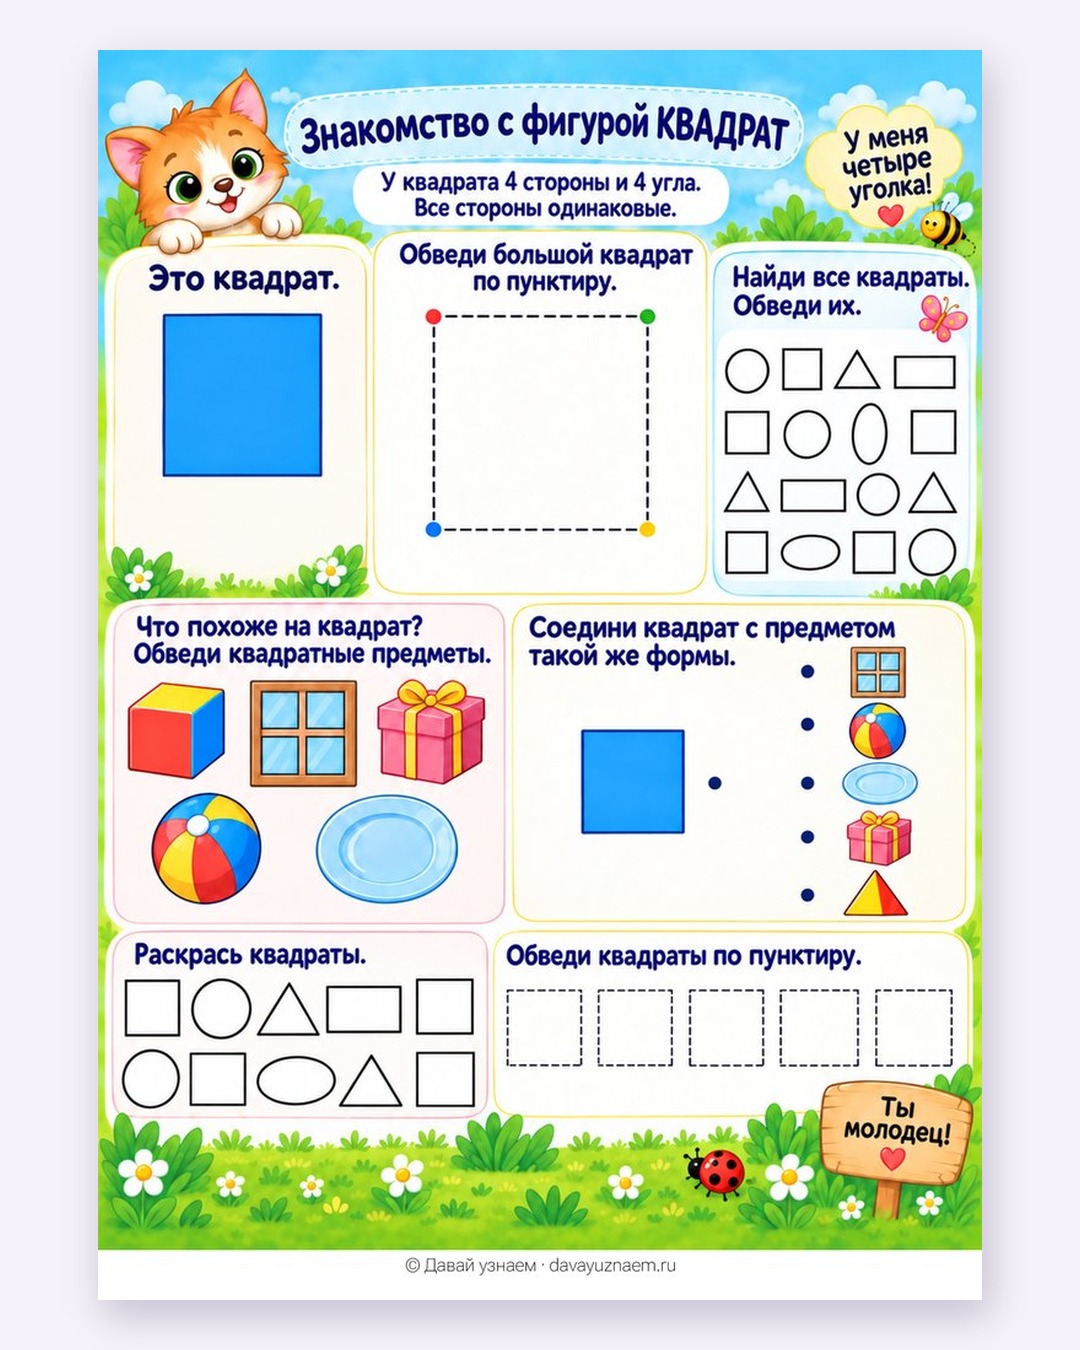 Знакомство с фигурой КВАДРАТ
У квадрата 4 стороны и 4 угла.
Все стороны одинаковые.
У меня
четыре
уголка!
Это квадрат.
Обведи большой квадрат
по пунктиру.
Найди все квадраты.
Обведи их.
Что похоже на квадрат?
Обведи квадратные предметы.
Соедини квадрат с предметом
такой же формы.
Раскрась квадраты.
Обведи квадраты по пунктиру.
Ты
молодец!
© Давай узнаем · davayuznaem.ru